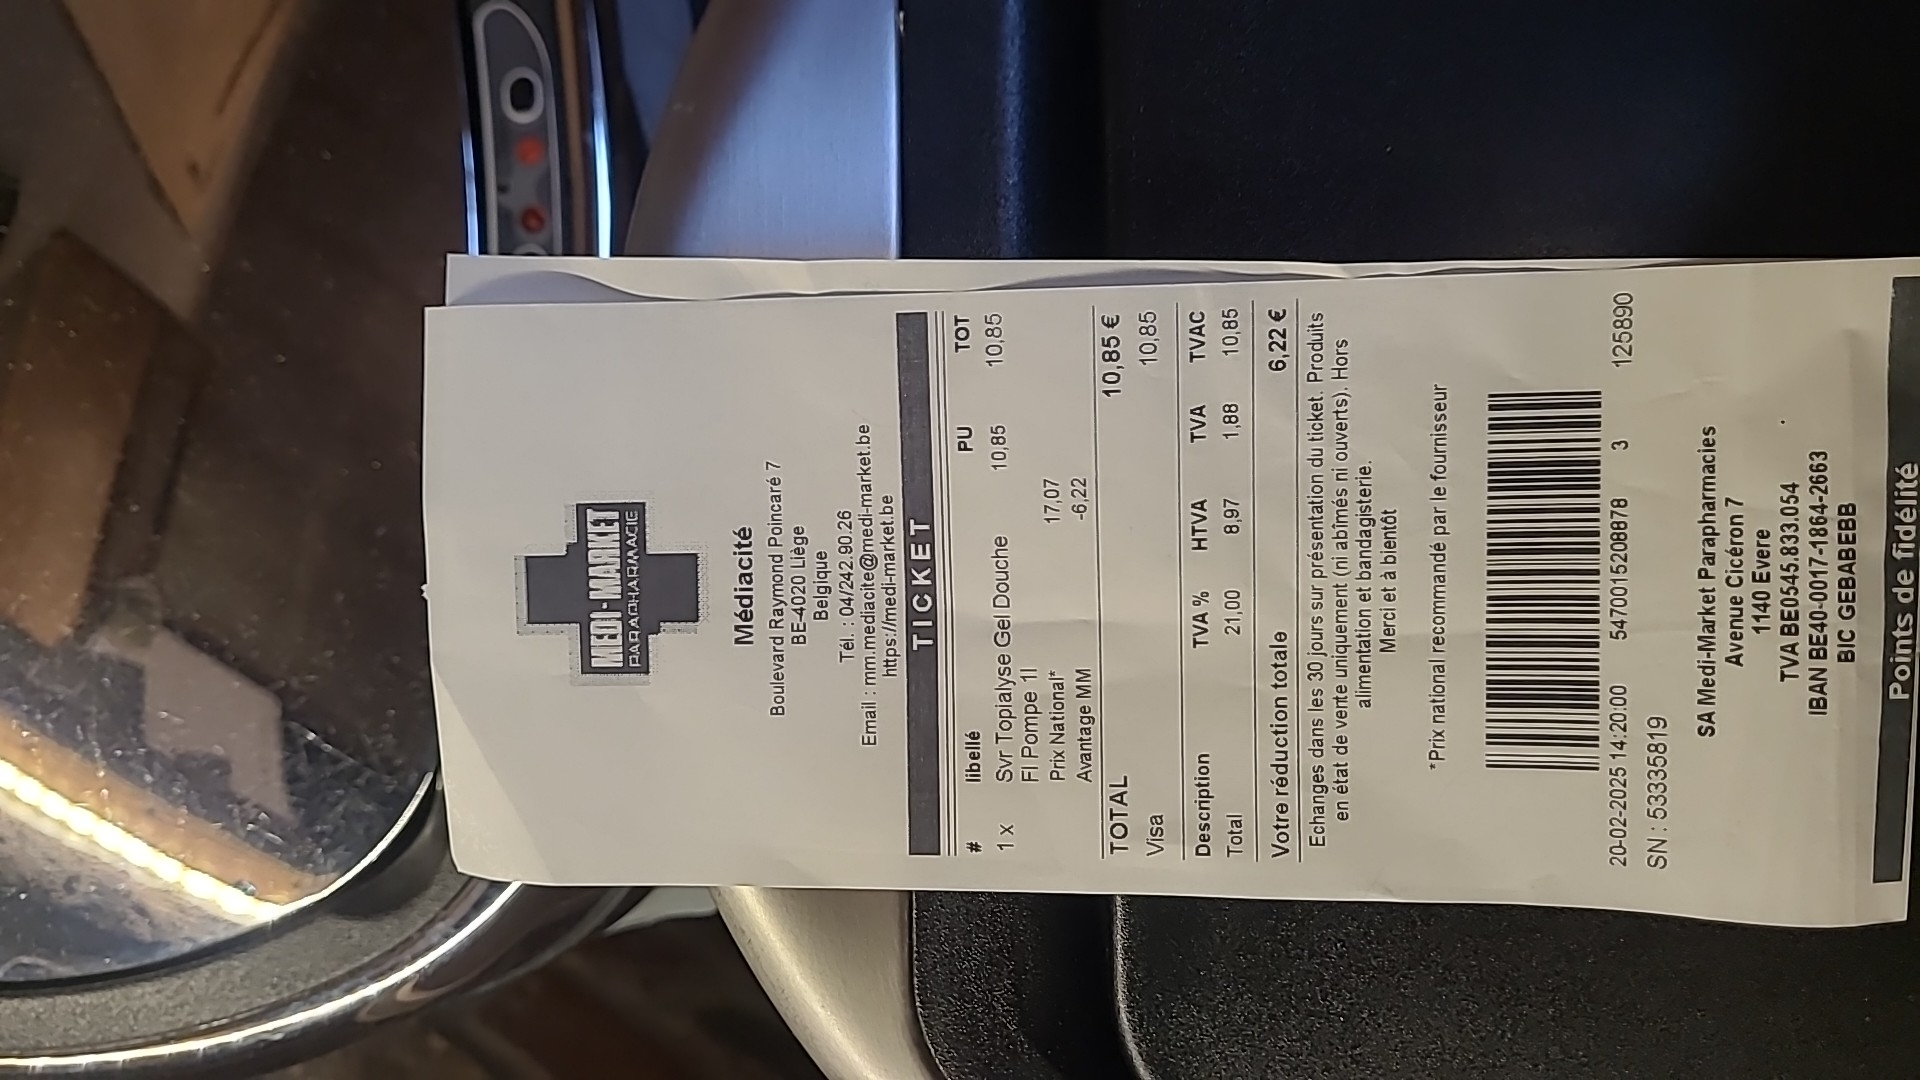 MEDI-MARKET
PARAPHARMACIE
Médiacité
Boulevard Raymond Poincaré 7
BE-4020 Liège
Belgique
Tél. : 04/242.90.26
Email : mm.mediacite@medi-market.be
https://medi-market.be
TICKET
# libellé PU TOT
1 x Svr Topialyse Gel Douche 10,85 10,85
Fl Pompe 1l
Prix National* 17,07
Avantage MM -6,22
TOTAL 10,85 €
Visa 10,85
Description TVA % HTVA TVA TVAC
Total 21,00 8,97 1,88 10,85
Votre réduction totale 6,22 €
Echanges dans les 30 jours sur présentation du ticket. Produits
en état de vente uniquement (ni abîmés ni ouverts). Hors
alimentation et bandagisterie.
Merci et à bientôt
*Prix national recommandé par le fournisseur
20-02-2025 14:20:00 5470015208878 3 125890
SN : 53335819
SA Medi-Market Parapharmacies
Avenue Cicéron 7
1140 Evere
TVA BE0545.833.054
IBAN BE40-0017-1864-2663
BIC GEBABEBB
Points de fidélité